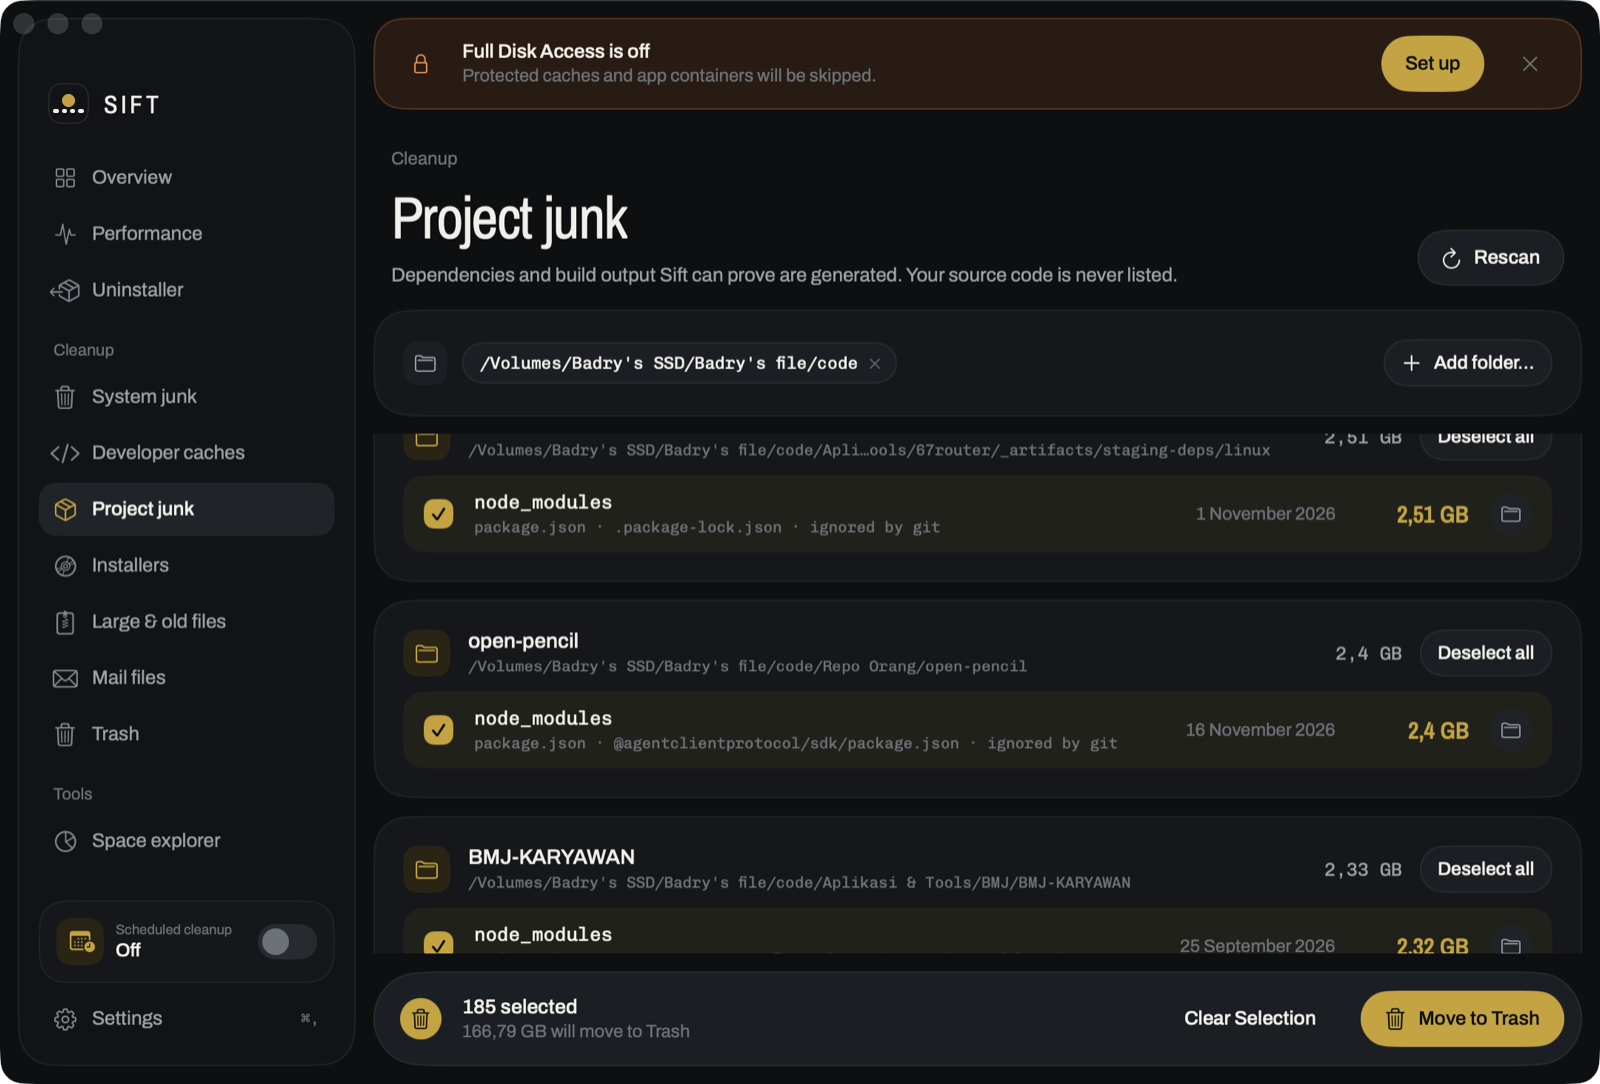 SIFT
Overview
Performance
Uninstaller
Cleanup
System junk
Developer caches
Project junk
Installers
Large & old files
Mail files
Trash
Tools
Space explorer
Scheduled cleanup
Off
Settings
⌘,
Full Disk Access is off
Protected caches and app containers will be skipped.
Set up
Cleanup
Project junk
Dependencies and build output Sift can prove are generated. Your source code is never listed.
Rescan
/Volumes/Badry's SSD/Badry's file/code
Add folder...
/Volumes/Badry's SSD/Badry's file/code/Apli…ools/67router/_artifacts/staging-deps/linux
2,51 GB
Deselect all
node_modules
package.json · .package-lock.json · ignored by git
1 November 2026
2,51 GB
open-pencil
/Volumes/Badry's SSD/Badry's file/code/Repo Orang/open-pencil
2,4 GB
Deselect all
node_modules
package.json · @agentclientprotocol/sdk/package.json · ignored by git
16 November 2026
2,4 GB
BMJ-KARYAWAN
/Volumes/Badry's SSD/Badry's file/code/Aplikasi & Tools/BMJ/BMJ-KARYAWAN
2,33 GB
Deselect all
node_modules
25 September 2026
2,32 GB
185 selected
166,79 GB will move to Trash
Clear Selection
Move to Trash